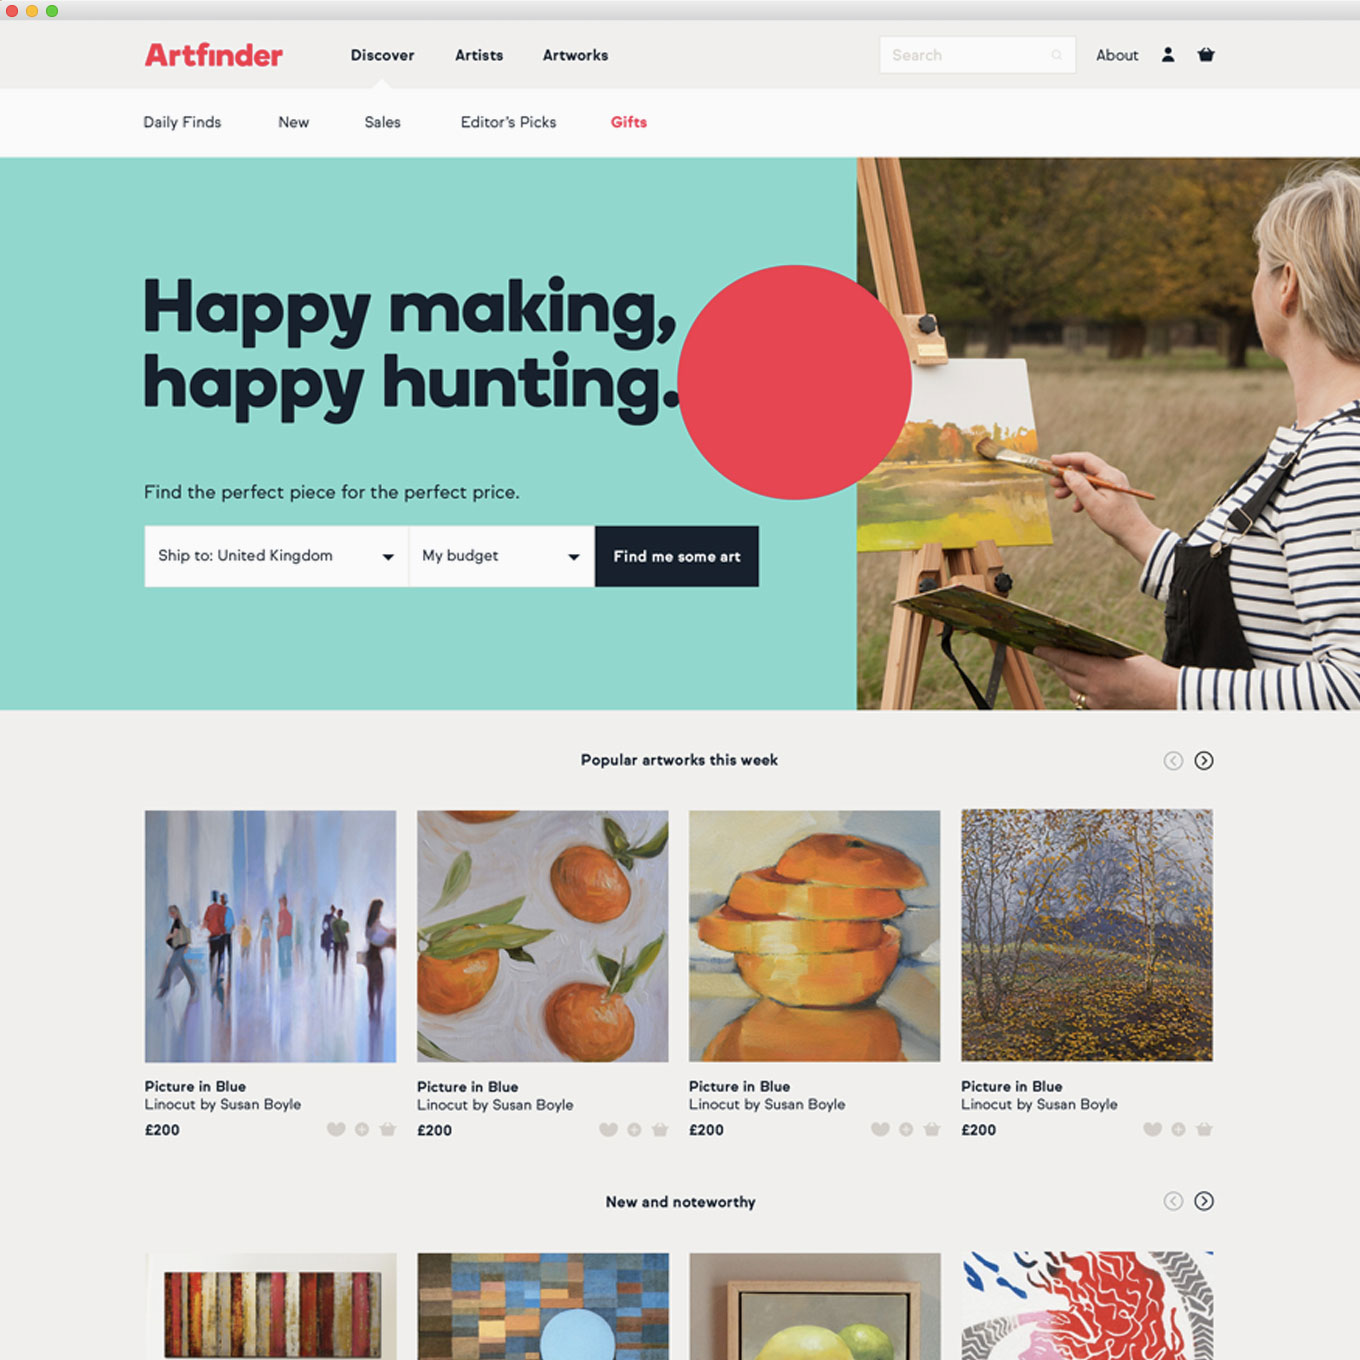 Artfinder
Discover
Artists
Artworks
Search
About
Daily Finds
New
Sales
Editor's Picks
Gifts
Happy making,
happy hunting.
Find the perfect piece for the perfect price.
Ship to: United Kingdom
My budget
Find me some art
Popular artworks this week
Picture in Blue
Linocut by Susan Boyle
£200
Picture in Blue
Linocut by Susan Boyle
£200
Picture in Blue
Linocut by Susan Boyle
£200
Picture in Blue
Linocut by Susan Boyle
£200
New and noteworthy